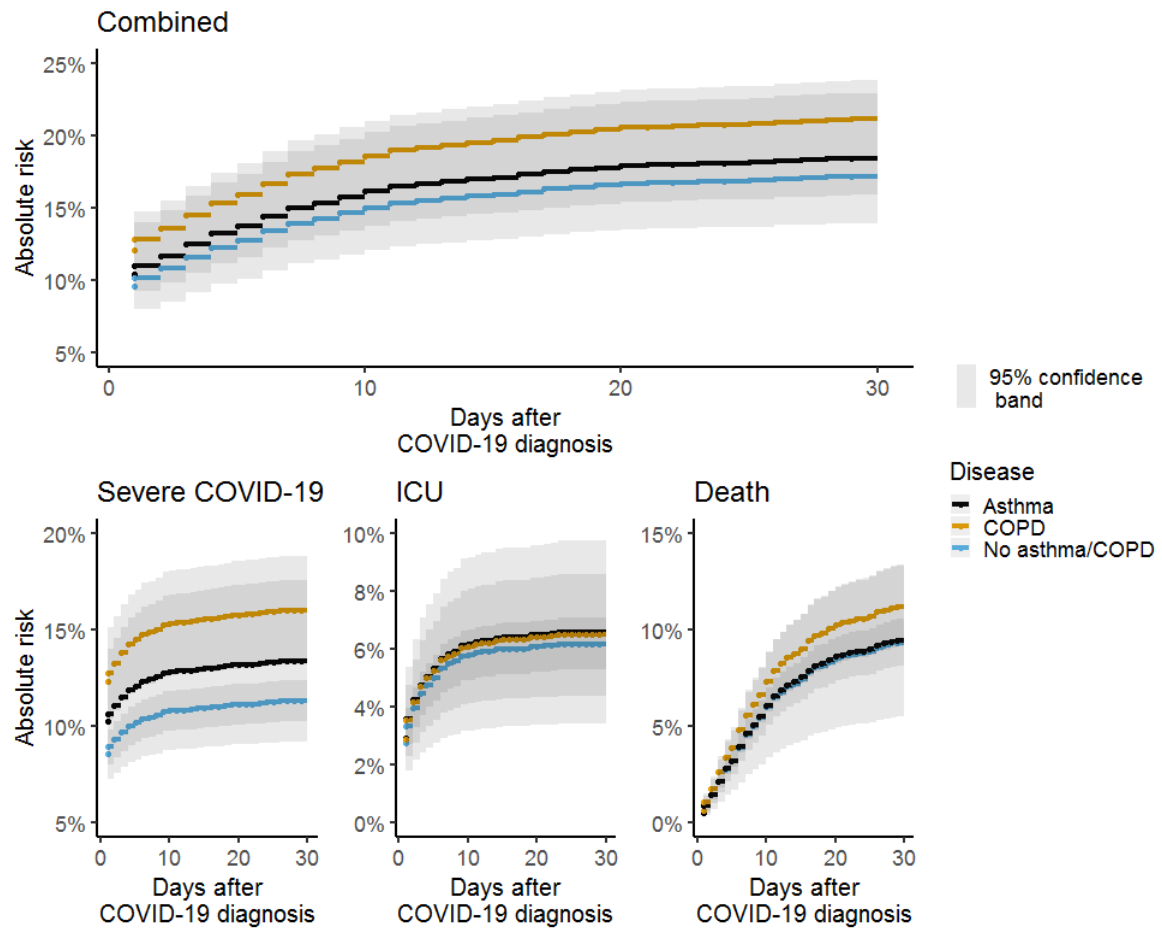 Combined
25%
20%
15%
10%
5%
Absolute risk
0
10
20
30
Days after
COVID-19 diagnosis
95% confidence
band
Disease
Asthma
COPD
No asthma/COPD
Severe COVID-19
20%
15%
10%
5%
Absolute risk
0
10
20
30
Days after
COVID-19 diagnosis
ICU
10%
8%
6%
4%
2%
0%
0
10
20
30
Days after
COVID-19 diagnosis
Death
15%
10%
5%
0%
0
10
20
30
Days after
COVID-19 diagnosis